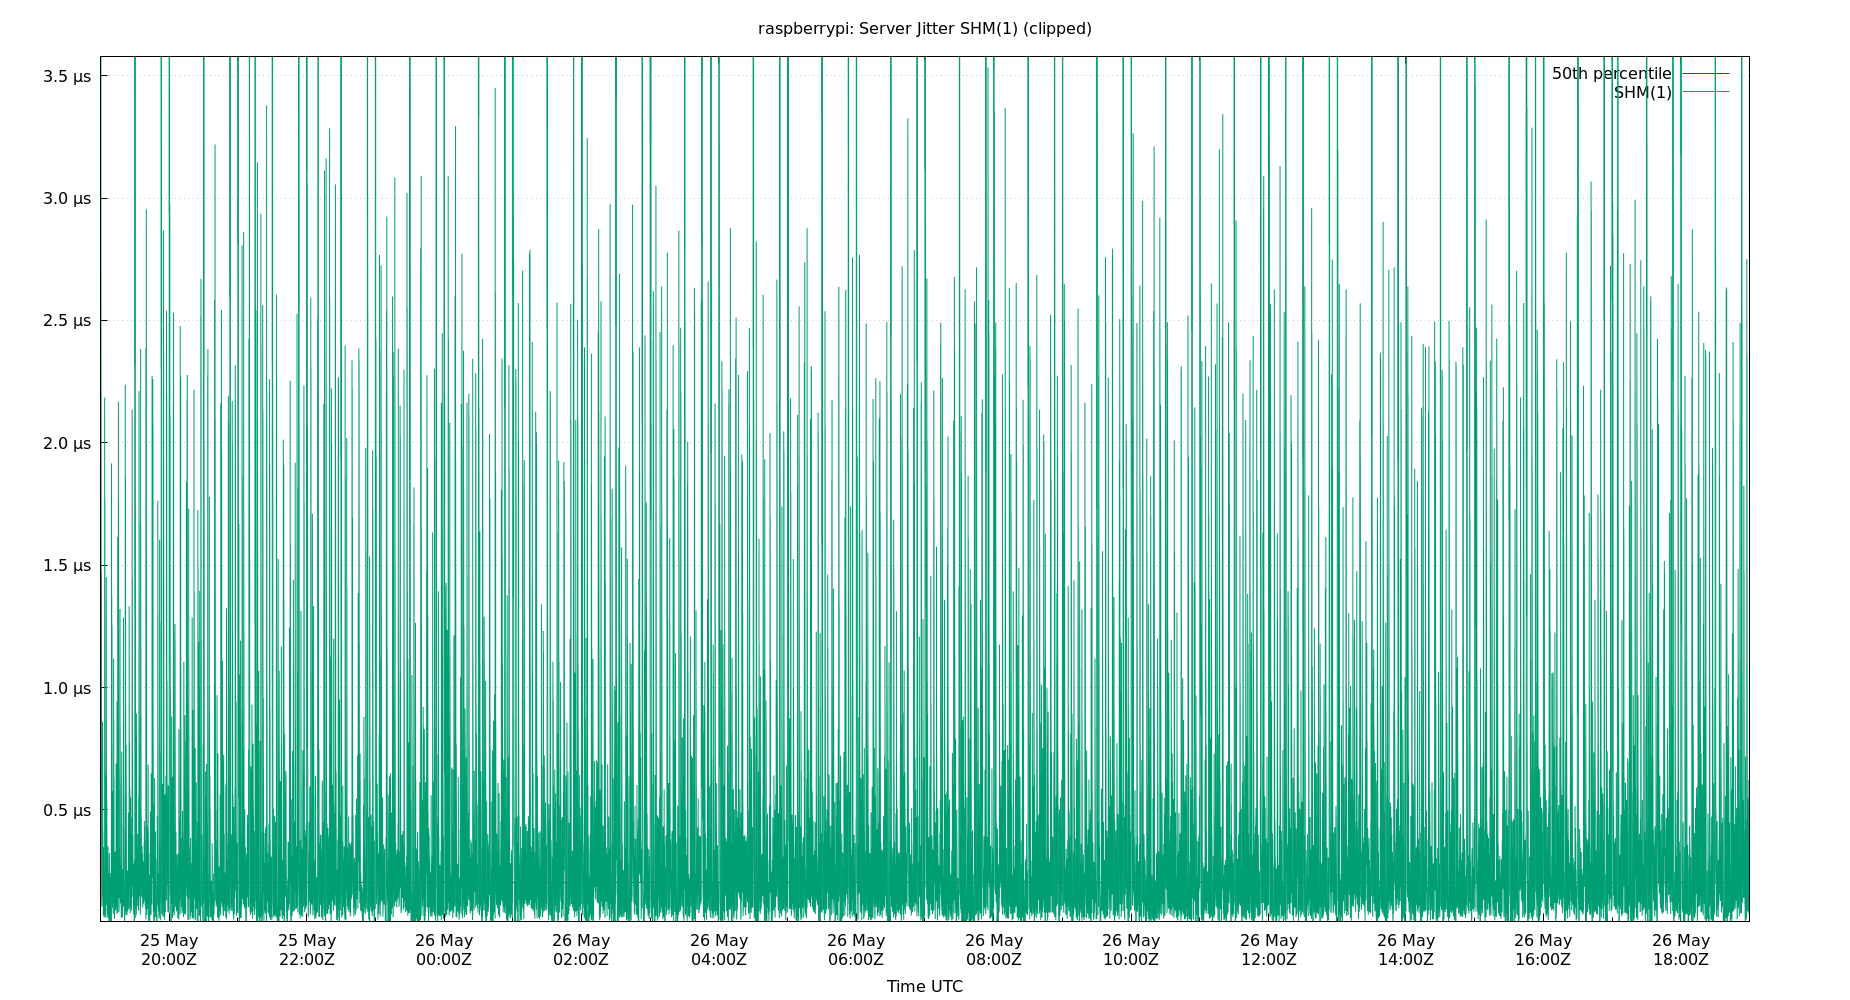 raspberrypi: Server Jitter SHM(1) (clipped)
50th percentile
SHM(1)
3.5 µs
3.0 µs
2.5 µs
2.0 µs
1.5 µs
1.0 µs
0.5 µs
25 May 25 May 26 May 26 May 26 May 26 May 26 May 26 May 26 May 26 May 26 May 26 May
20:00Z 22:00Z 00:00Z 02:00Z 04:00Z 06:00Z 08:00Z 10:00Z 12:00Z 14:00Z 16:00Z 18:00Z
Time UTC